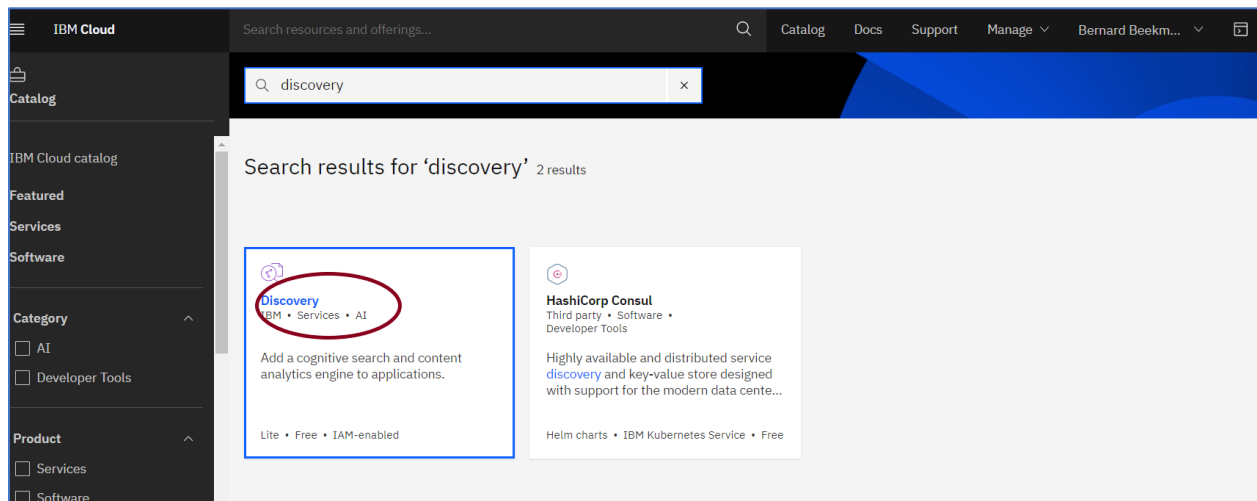 IBM Cloud
Search resources and offerings...
Catalog
Docs
Support
Manage
Bernard Beekm...
Catalog
discovery
IBM Cloud catalog
Featured
Services
Software
Category
AI
Developer Tools
Product
Services
Software
Search results for ‘discovery’ 2 results
Discovery
IBM • Services • AI
Add a cognitive search and content
analytics engine to applications.
Lite • Free • IAM-enabled
HashiCorp Consul
Third party • Software •
Developer Tools
Highly available and distributed service
discovery and key-value store designed
with support for the modern data cente...
Helm charts • IBM Kubernetes Service • Free